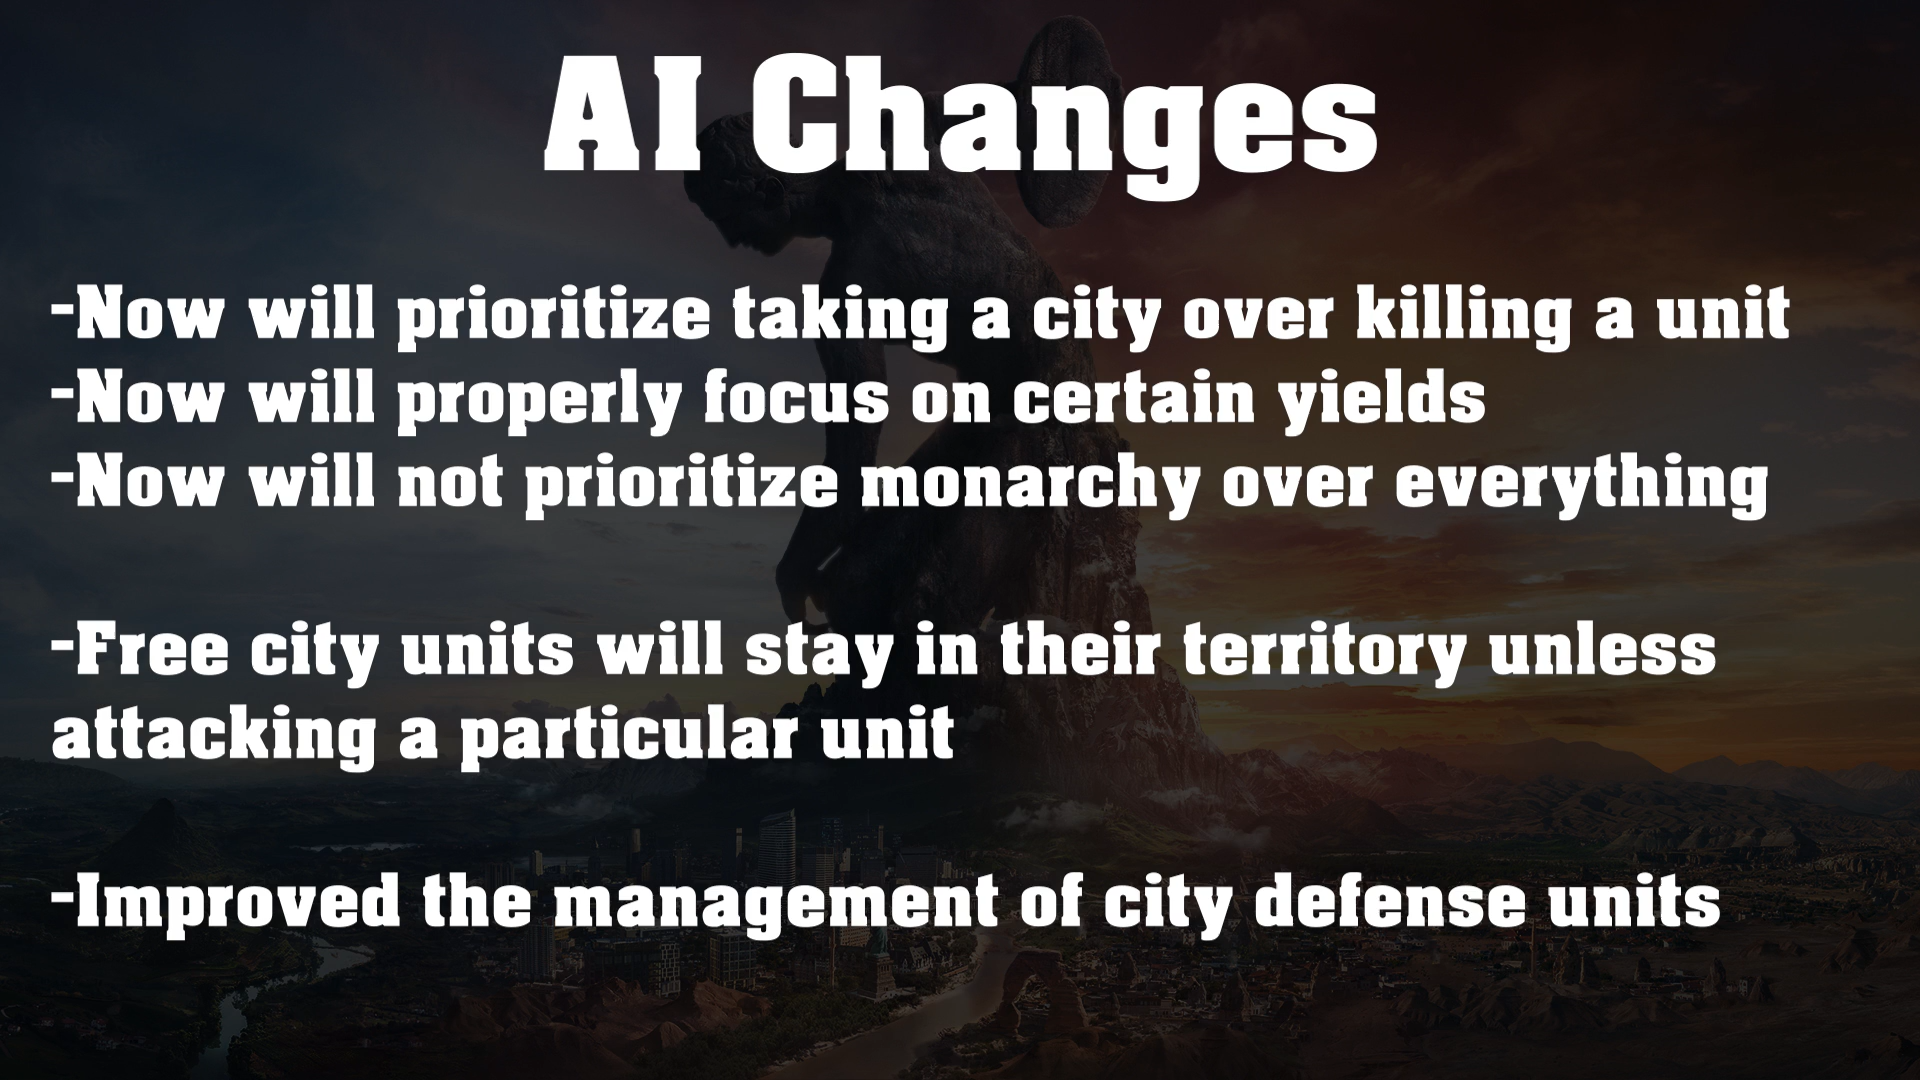 AI Changes
-Now will prioritize taking a city over killing a unit
-Now will properly focus on certain yields
-Now will not prioritize monarchy over everything
-Free city units will stay in their territory unless
attacking a particular unit
-Improved the management of city defense units